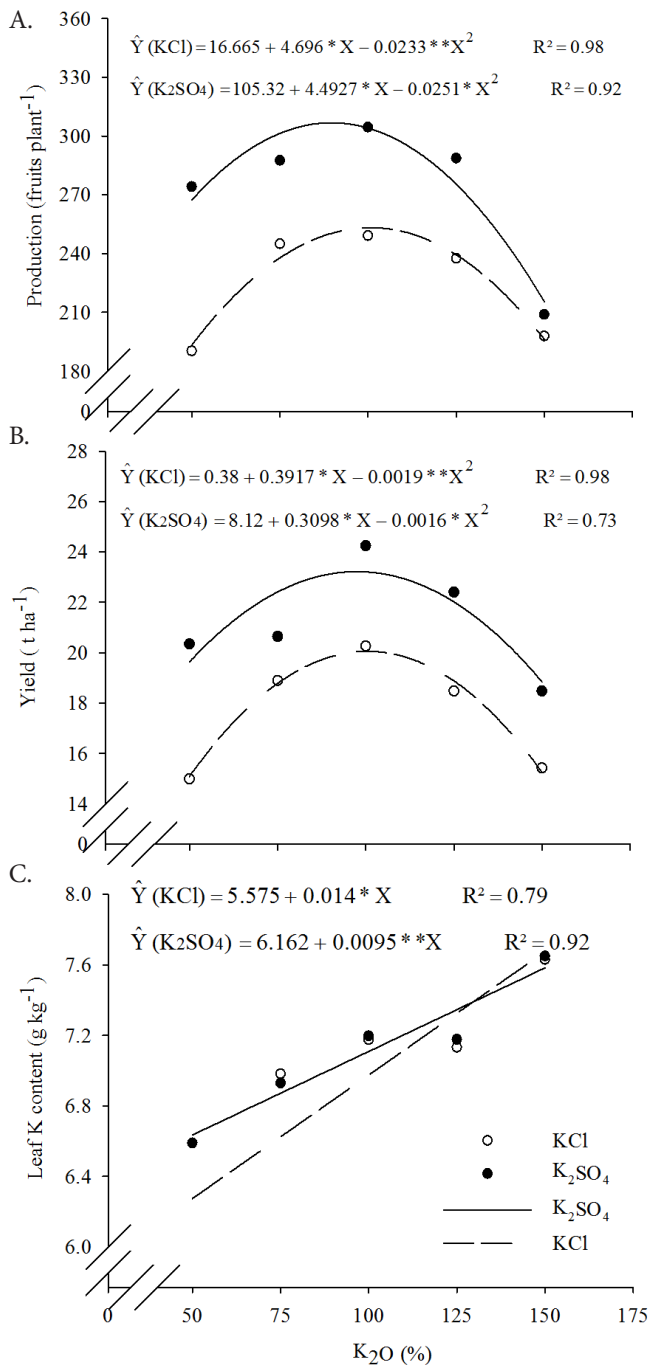 A.
360
330
300
270
240
210
180
0
Production (fruits plant⁻¹)
Ŷ (KCl) = 16.665 + 4.696 * X – 0.0233 **X² R² = 0.98
Ŷ (K₂SO₄) = 105.32 + 4.4927 * X – 0.0251 * X² R² = 0.92
B.
28
26
24
22
20
18
16
14
0
Yield ( t ha⁻¹)
Ŷ (KCl) = 0.38 + 0.3917 * X – 0.0019 **X² R² = 0.98
Ŷ (K₂SO₄) = 8.12 + 0.3098 * X – 0.0016 * X² R² = 0.73
C.
8.0
7.6
7.2
6.8
6.4
6.0
Leaf K content (g kg⁻¹)
Ŷ (KCl) = 5.575 + 0.014 * X R² = 0.79
Ŷ (K₂SO₄) = 6.162 + 0.0095 **X R² = 0.92
KCl
K₂SO₄
K₂SO₄
KCl
0 50 75 100 125 150 175
K₂O (%)